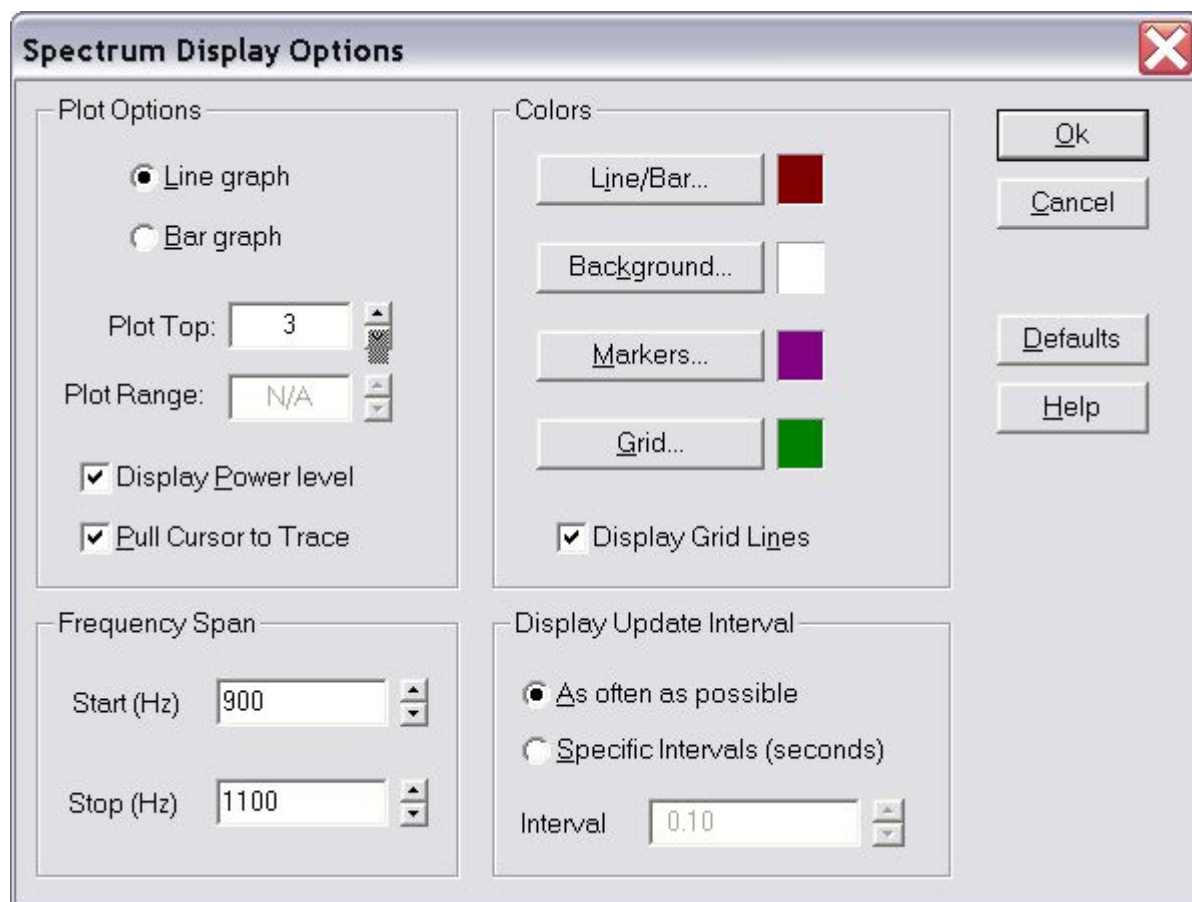 Spectrum Display Options
Plot Options
Line graph
Bar graph
Plot Top: 3
Plot Range: N/A
Display Power level
Pull Cursor to Trace
Colors
Line/Bar...
Background...
Markers...
Grid...
Display Grid Lines
Ok
Cancel
Defaults
Help
Frequency Span
Start (Hz) 900
Stop (Hz) 1100
Display Update Interval
As often as possible
Specific Intervals (seconds)
Interval 0.10